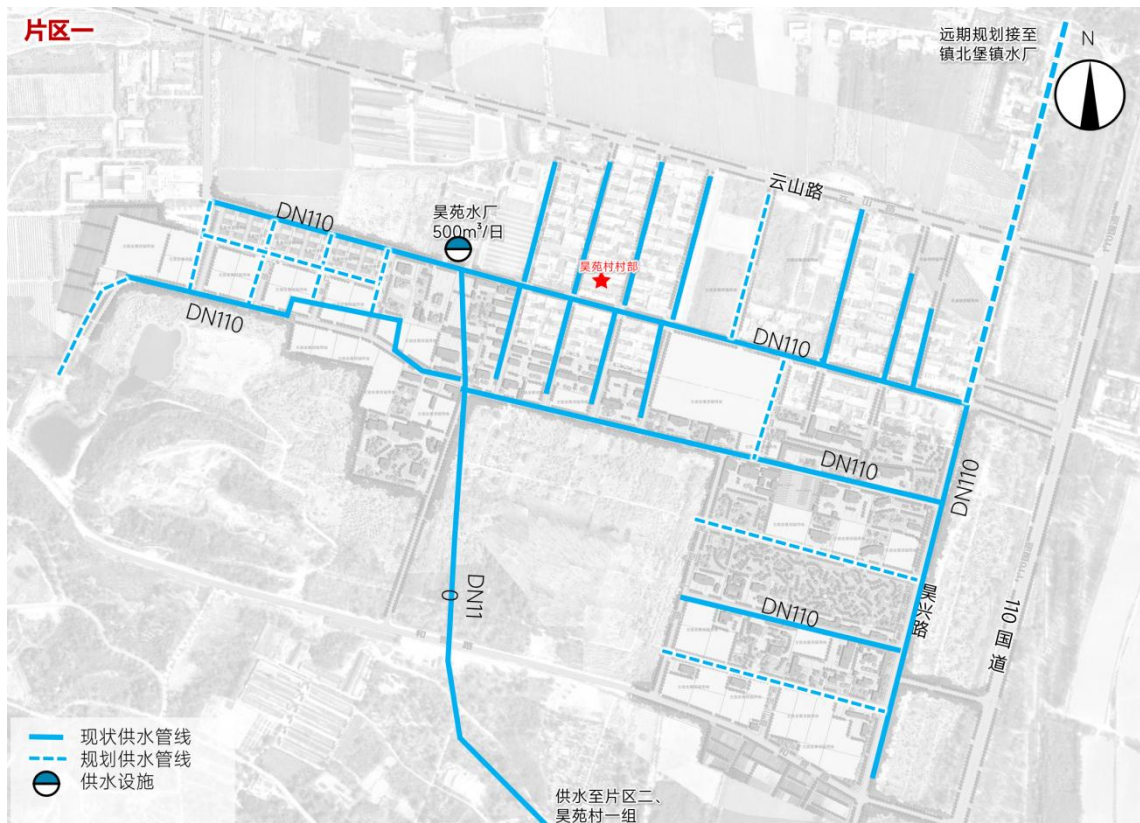 片区一
远期规划接至
镇北堡镇水厂
N
云山路
昊苑水厂
500m³/日
DN110
昊苑村村部
DN110
DN110
DN110
DN110
DN110
DN110
昊兴路
110国道
现状供水管线
规划供水管线
供水设施
供水至片区二、
昊苑村一组